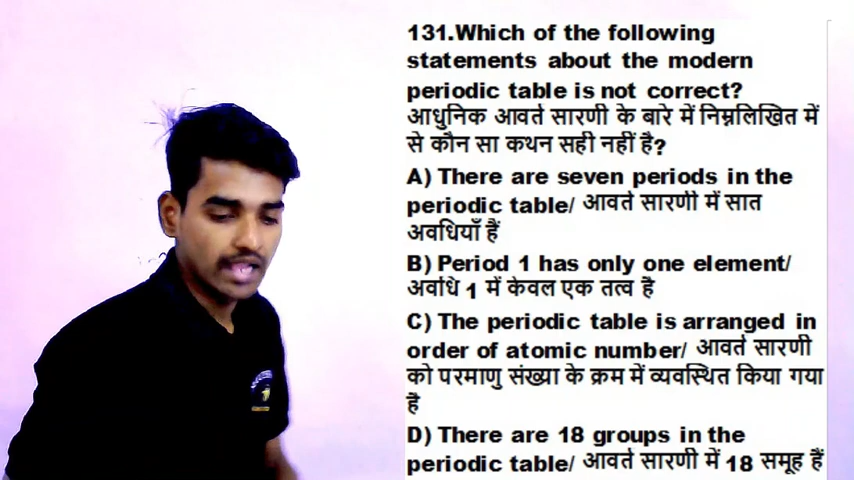 131.Which of the following
statements about the modern
periodic table is not correct?
आधुनिक आवर्त सारणी के बारे में निम्नलिखित में
से कौन सा कथन सही नहीं है?
A) There are seven periods in the
periodic table/ आवर्त सारणी में सात
अवधियाँ हैं
B) Period 1 has only one element/
अवधि 1 में केवल एक तत्व है
C) The periodic table is arranged in
order of atomic number/ आवर्त सारणी
को परमाणु संख्या के क्रम में व्यवस्थित किया गया
है
D) There are 18 groups in the
periodic table/ आवर्त सारणी में 18 समूह हैं